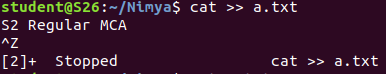 student@S26:~/Nimya$ cat >> a.txt
S2 Regular MCA
^Z
[2]+  Stopped                 cat >> a.txt